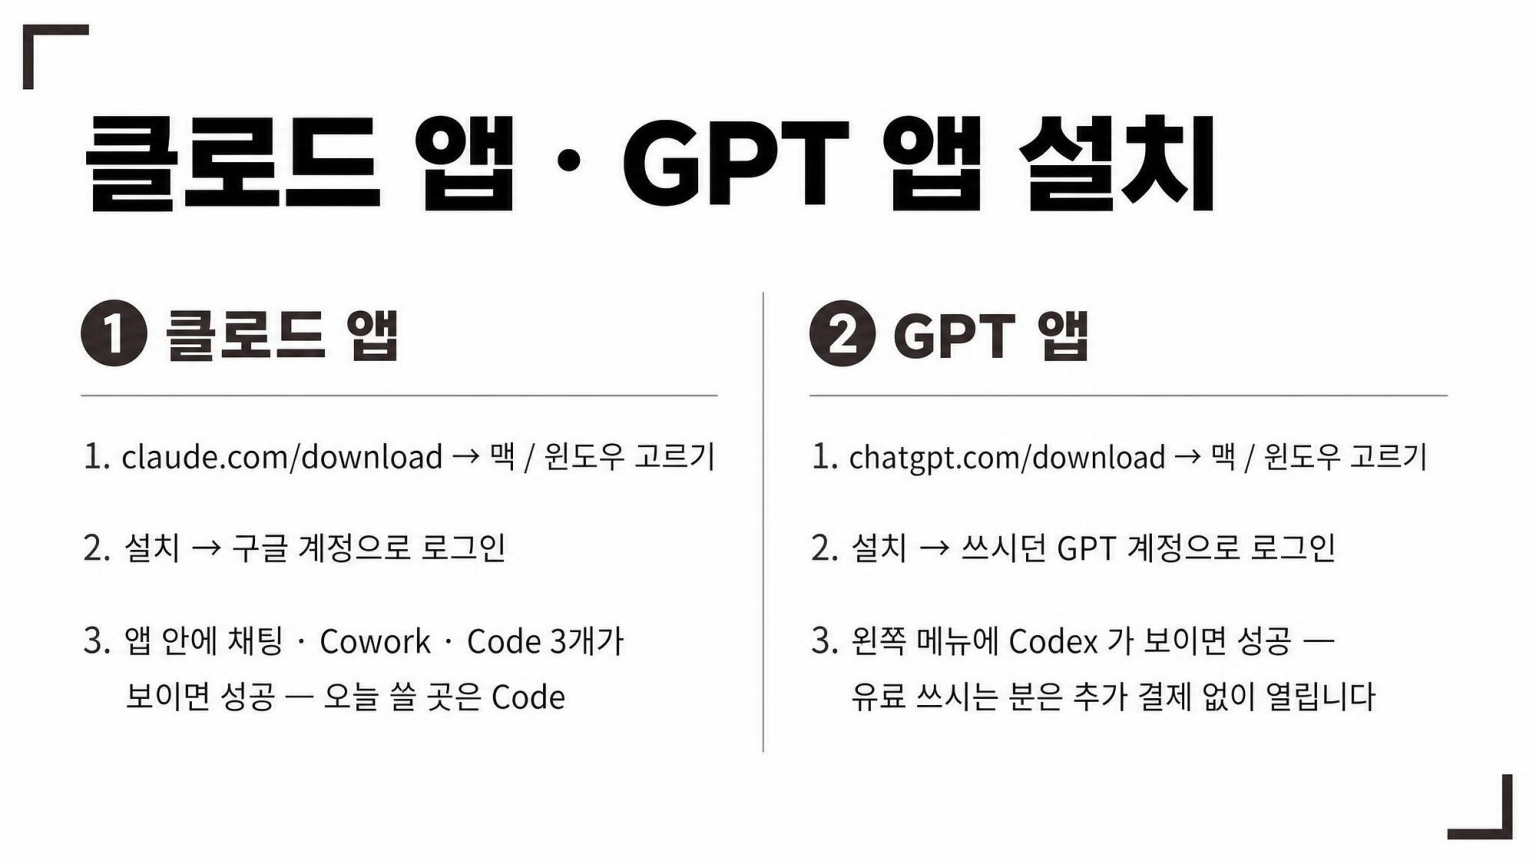 클로드 앱 · GPT 앱 설치
1 클로드 앱
1. claude.com/download → 맥 / 윈도우 고르기
2. 설치 → 구글 계정으로 로그인
3. 앱 안에 채팅 · Cowork · Code 3개가
보이면 성공 — 오늘 쓸 곳은 Code
2 GPT 앱
1. chatgpt.com/download → 맥 / 윈도우 고르기
2. 설치 → 쓰시던 GPT 계정으로 로그인
3. 왼쪽 메뉴에 Codex 가 보이면 성공 —
유료 쓰시는 분은 추가 결제 없이 열립니다